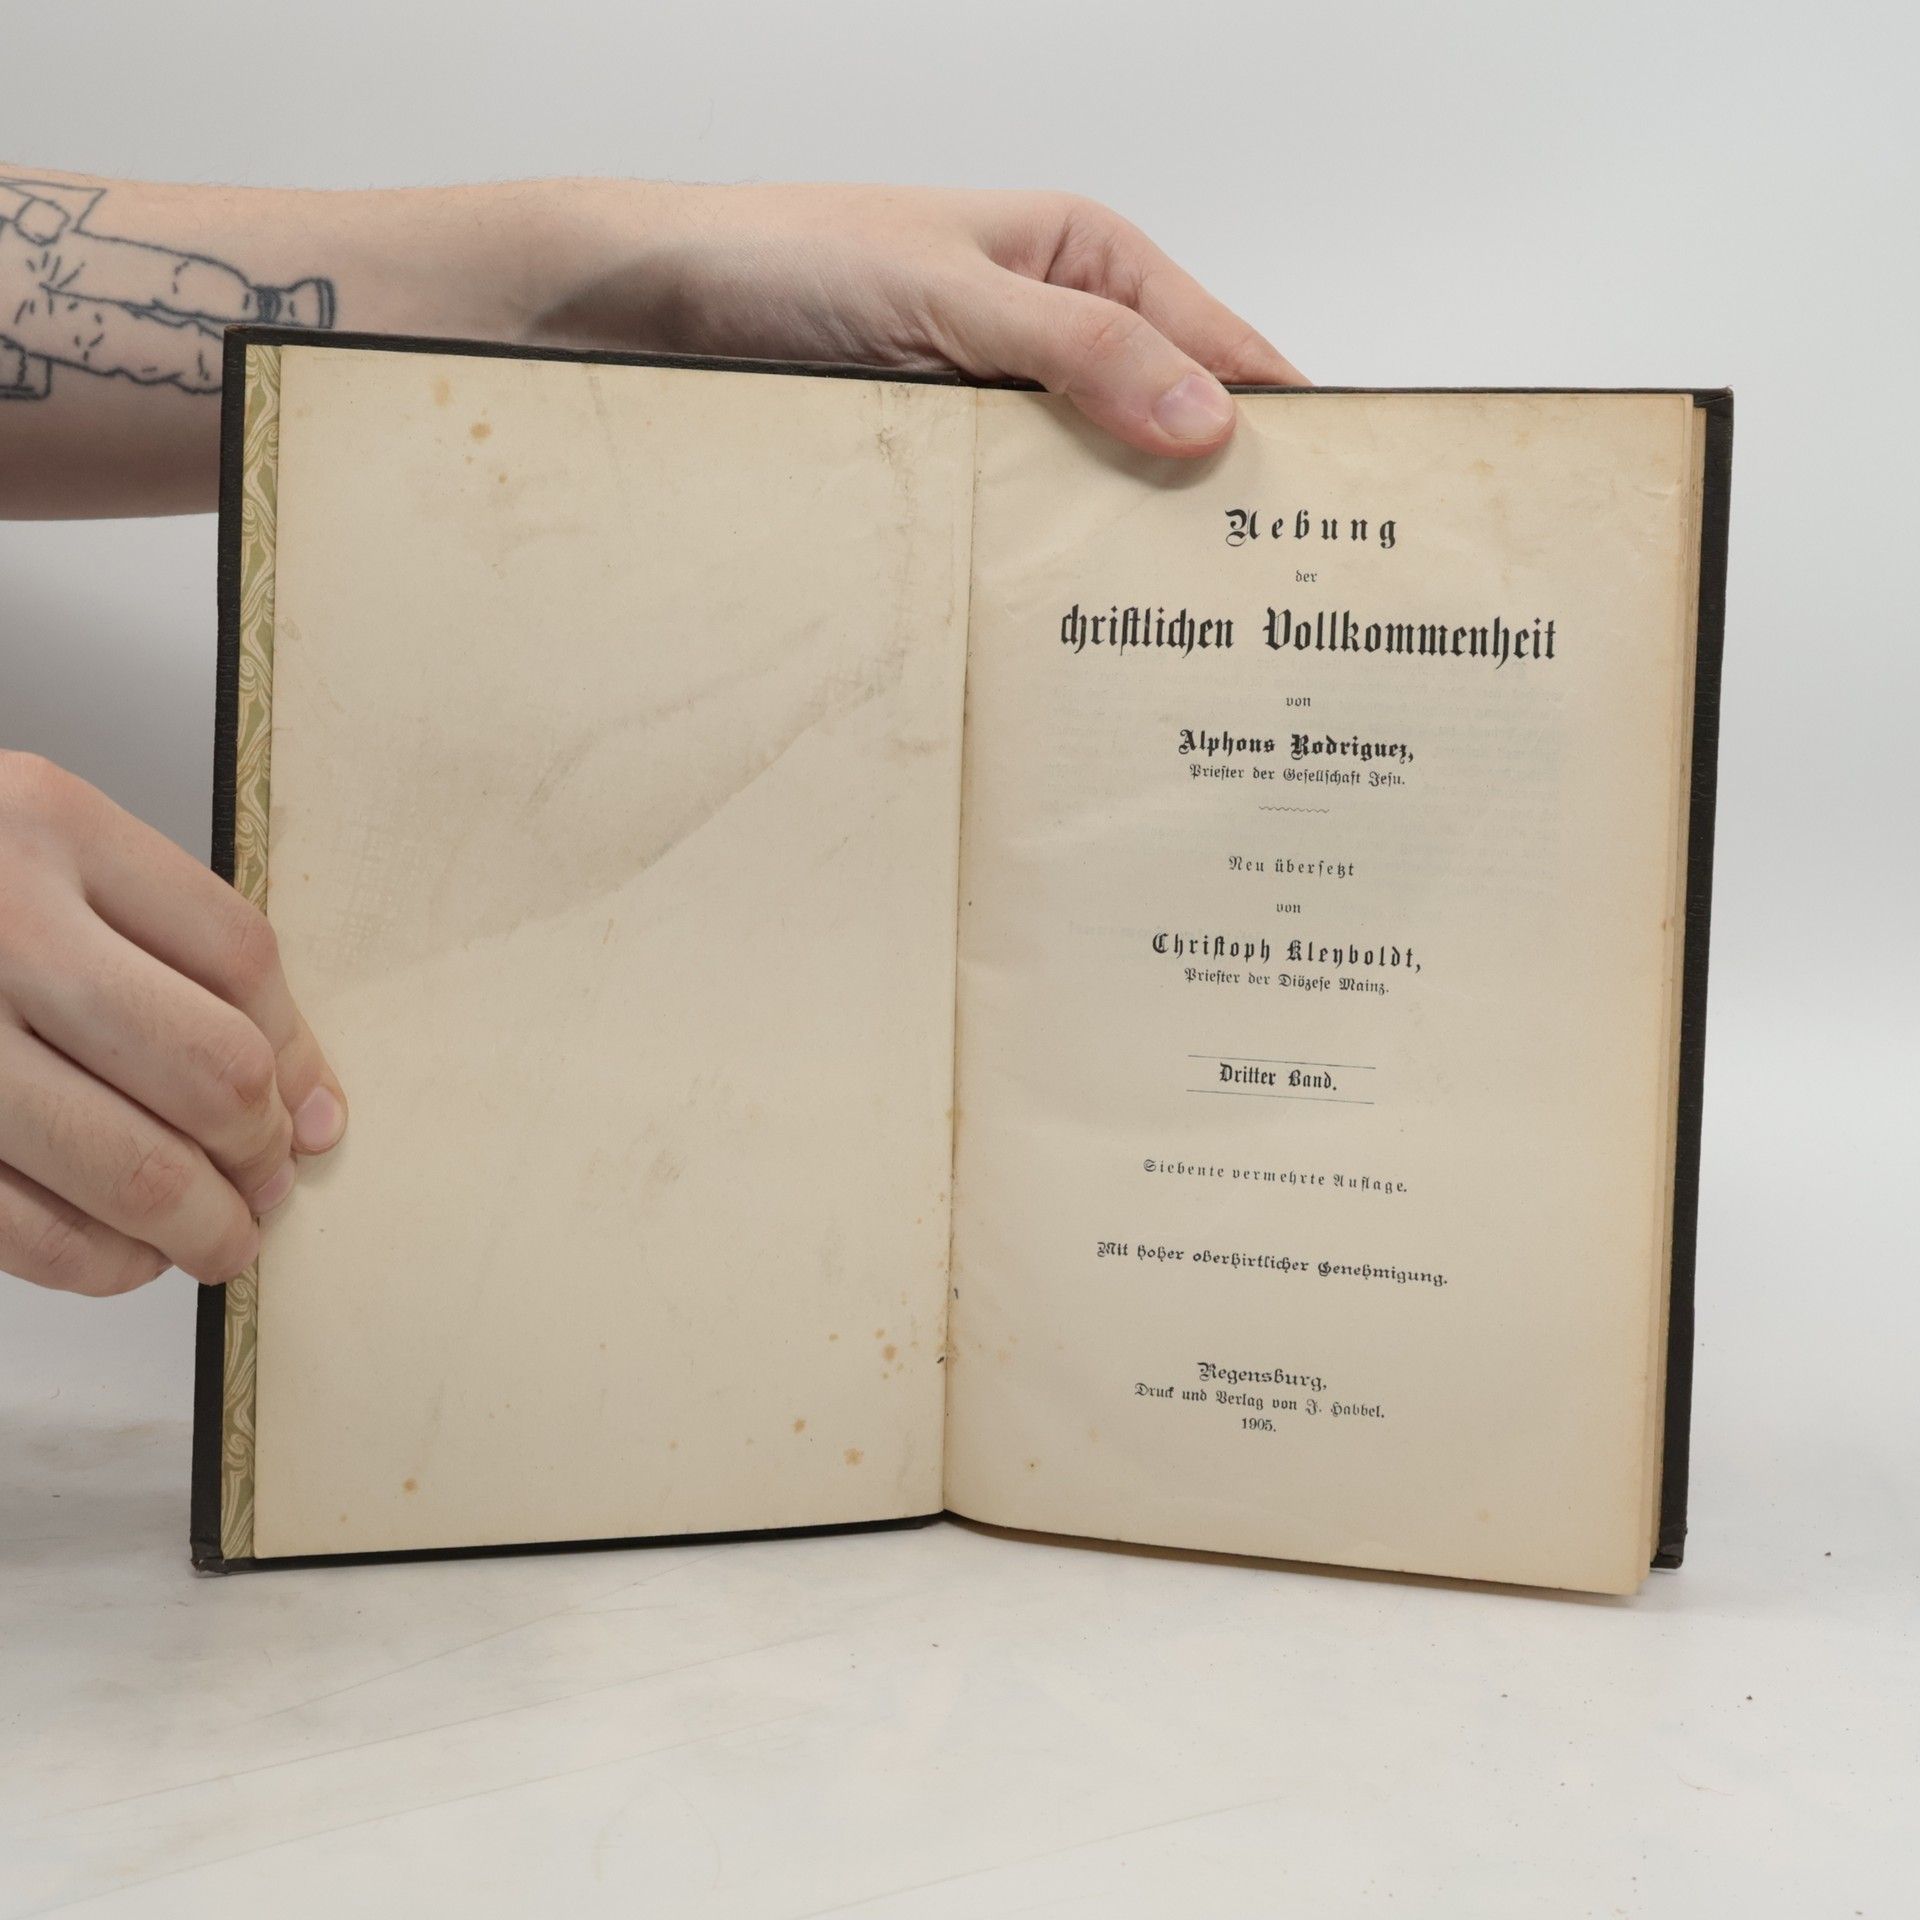 Uebung
der
christlichen Vollkommenheit
von
Alphons Rodriguez,
Priester der Gesellschaft Jesu.
Neu übersetzt
von
Christoph Kleyboldt,
Priester der Diözese Mainz.
Dritter Band.
Siebente vermehrte Auflage.
Mit hoher oberhirtlicher Genehmigung.
Regensburg,
Druck und Verlag von J. Habbel.
1905.